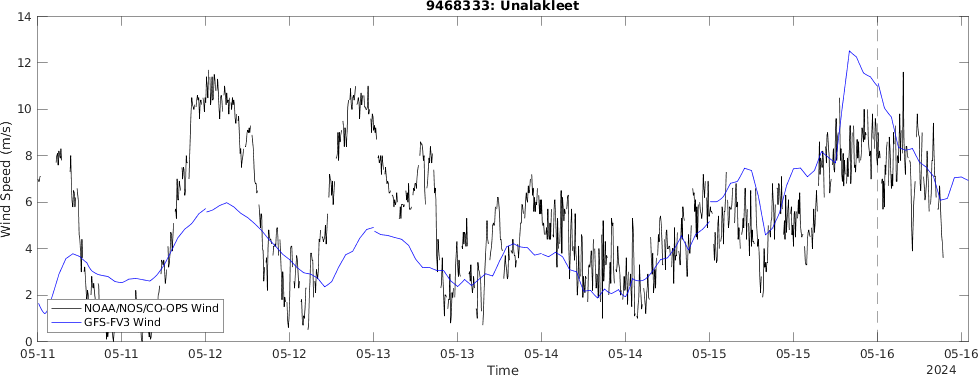 9468333: Unalakleet
14
12
10
8
6
4
2
0
Wind Speed (m/s)
NOAA/NOS/CO-OPS Wind
GFS-FV3 Wind
05-11 05-11 05-12 05-12 05-13 05-13 05-14 05-14 05-15 05-15 05-16 05-16
Time
2024